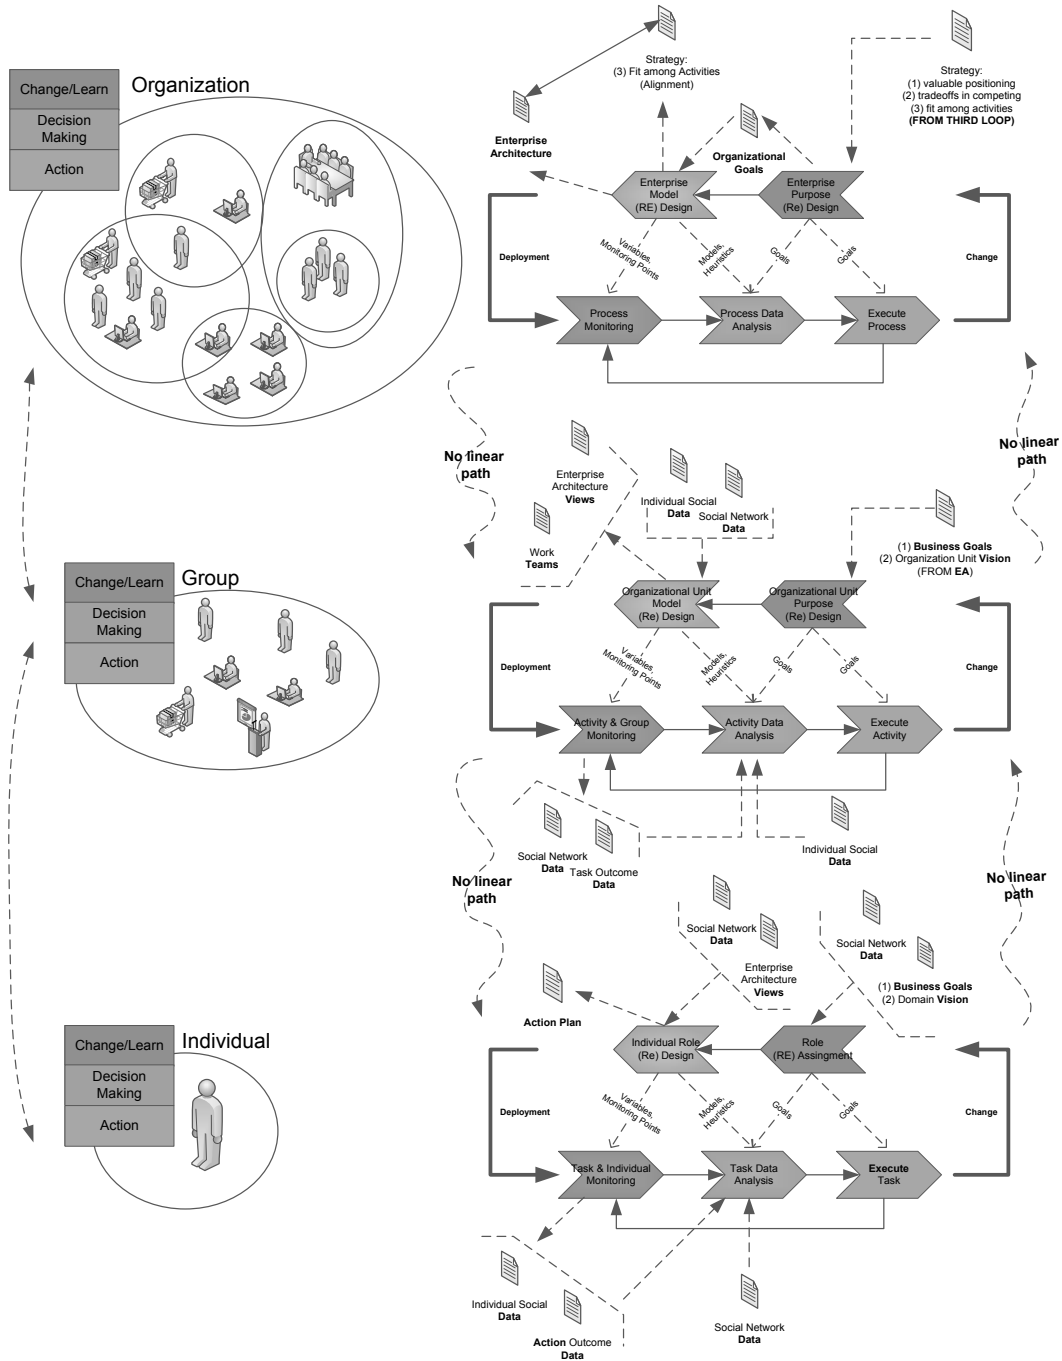 Change/Learn
Decision
Making
Action
Organization
Strategy:
(3) Fit among Activities
(Alignment)
Enterprise
Architecture
Organizational
Goals
Strategy:
(1) valuable positioning
(2) tradeoffs in competing
(3) fit among activities
(FROM THIRD LOOP)
Enterprise
Model
(RE) Design
Enterprise
Purpose
(Re) Design
Deployment
Variables,
Monitoring Points
Models,
Heuristics
Goals
Goals
Change
Process
Monitoring
Process Data
Analysis
Execute
Process
No linear
path
No linear
path
Enterprise
Architecture
Views
Individual Social
Data
Social Network
Data
Work
Teams
(1) Business Goals
(2) Organization Unit Vision
(FROM EA)
Change/Learn
Decision
Making
Action
Group
Organizational Unit
Model
(Re) Design
Organizational Unit
Purpose
(Re) Design
Deployment
Variables,
Monitoring Points
Models,
Heuristics
Goals
Goals
Change
Activity & Group
Monitoring
Activity Data
Analysis
Execute
Activity
Social Network
Data
Task Outcome
Data
Individual Social
Data
No linear
path
No linear
path
Social Network
Data
Enterprise
Architecture
Views
Social Network
Data
(1) Business Goals
(2) Domain Vision
Action Plan
Change/Learn
Decision
Making
Action
Individual
Individual Role
(Re) Design
Role
(RE) Assingment
Deployment
Variables,
Monitoring Points
Models,
Heuristics
Goals
Goals
Change
Task & Individual
Monitoring
Task Data
Analysis
Execute
Task
Individual Social
Data
Action Outcome
Data
Social Network
Data